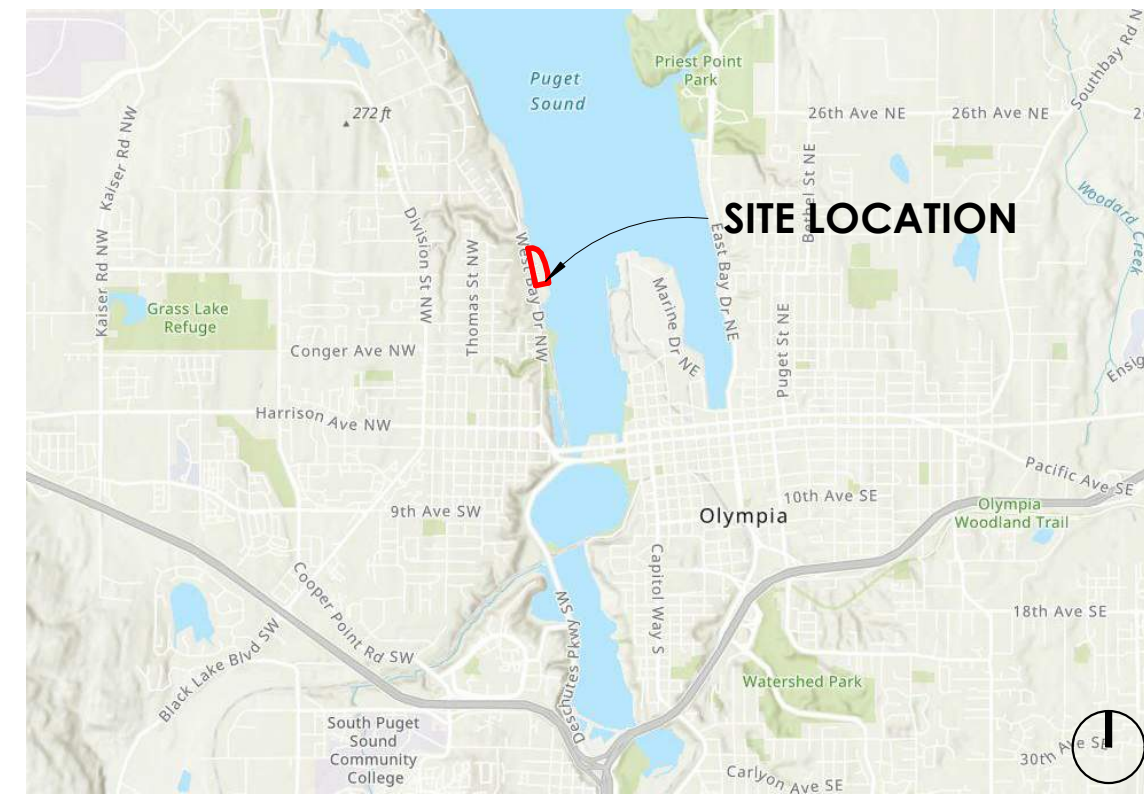 Puget
Sound
Priest Point
Park
Southbay Rd N
272 ft
26th Ave NE
26th Ave NE
2
Kaiser Rd NW
Kaiser Rd NW
Bethel St NE
Woodard Creek
SITE LOCATION
Division St NW
Thomas St NW
West Bay Dr NW
East Bay Dr NE
Marine Dr NE
Puget St NE
Grass Lake
Refuge
Conger Ave NW
Ensig
Harrison Ave NW
Pacific Ave SE
9th Ave SW
10th Ave SE
Olympia
Olympia
Woodland Trail
Cooper Point Rd SW
Capitol Way S
Deschutes Pkwy SW
18th Ave SE
Black Lake Blvd SW
Watershed Park
South Puget
Sound
Community
College
30th Ave SE
Carlyon Ave SE